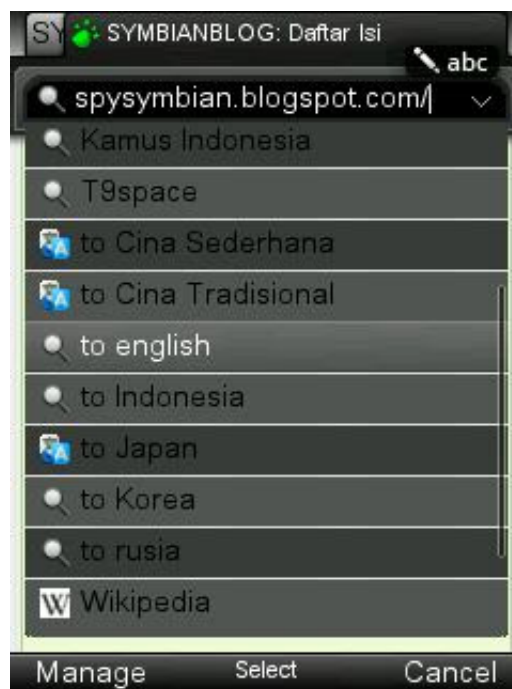 SY SYMBIANBLOG: Daftar Isi
abc
spysymbian.blogspot.com/
Kamus Indonesia
T9space
to Cina Sederhana
to Cina Tradisional
to english
to Indonesia
to Japan
to Korea
to rusia
W Wikipedia
Manage Select Cancel